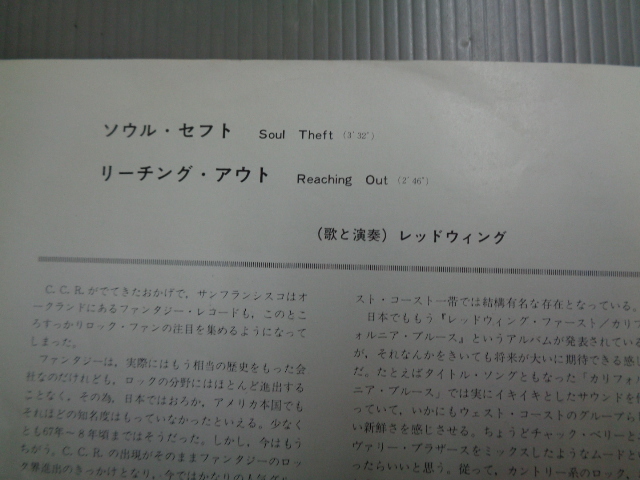 ソウル・セフト Soul Theft (3'32")
リーチング・アウト Reaching Out (2'46")
(歌と演奏) レッドウィング
C.C.R.がでてきたおかげで，サンフランシスコはオ
ークランドにあるファンタジー・レコードも，このとこ
ろすっかりロック・ファンの注目を集めるようになって
しまった。
ファンタジーは，実際にはもう相当の歴史をもった会
社なのだけれども，ロックの分野にはほとんど進出する
ことなく，その為，日本ではおろか，アメリカ本国でも
それほどの知名度はもっていなかったといえる。少なく
とも67年〜8年頃まではそうだった。しかし，今はもう
ちがう。C.C.R.の出現がそのままファンタジーのロッ
ク界進出のきっかけとなり，今ではかなりの
スト・コースト一帯では結構有名な存在となっている。
日本でももう『レッドウィング・ファースト／カリフ
ォルニア・ブルース』というアルバムが発表されている
が，それなんかをきいても将来が大いに期待できる感じ
だ。たとえばタイトル・ソングともなった「カリフォル
ニア・ブルース」では実にイキイキとしたサウンドを
っていて，いかにもウェスト・コーストのグループらし
い新鮮さを感じさせる。ちょうどチャック・ベリーと
ヴァリー・ブラザースをミックスしたようなムードと
ったらいいと思う。従って，カントリー系のロック，